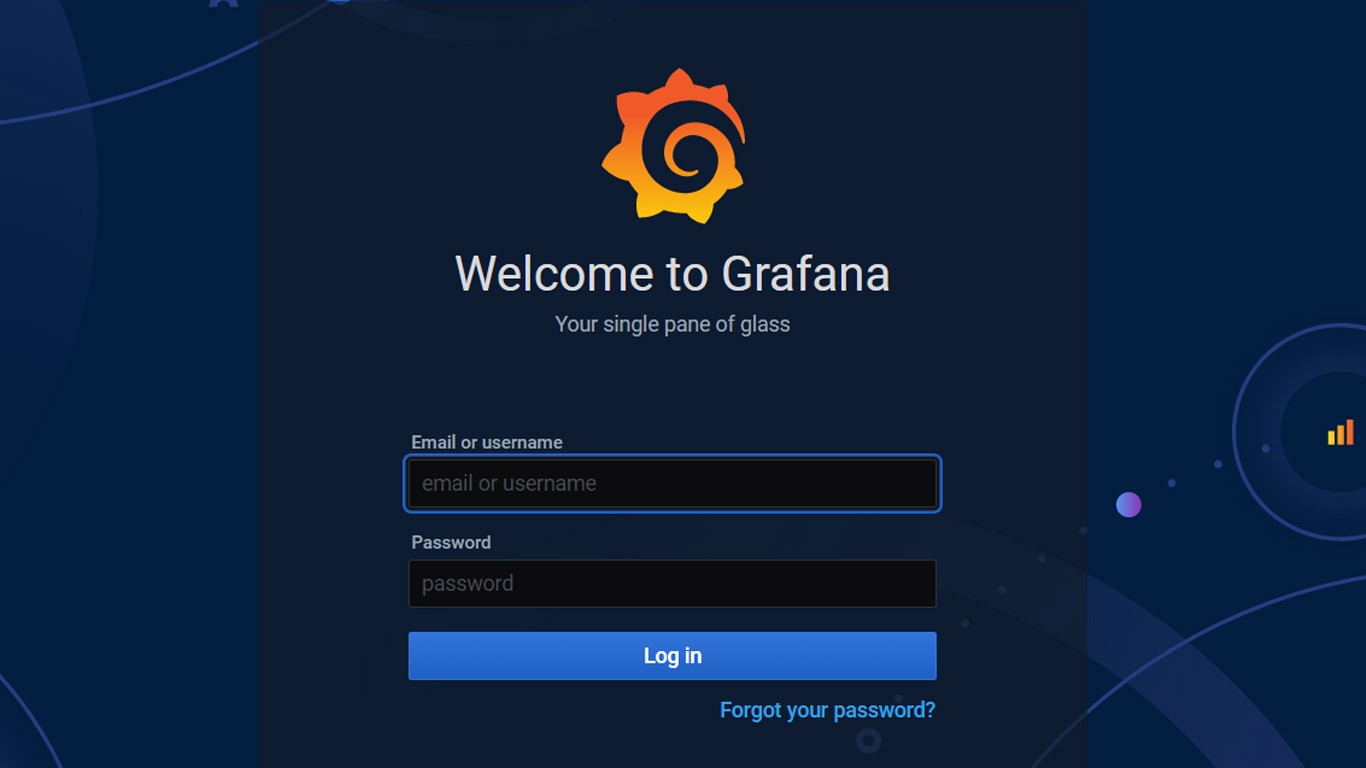 Welcome to Grafana
Your single pane of glass
Email or username
email or username
Password
password
Log in
Forgot your password?